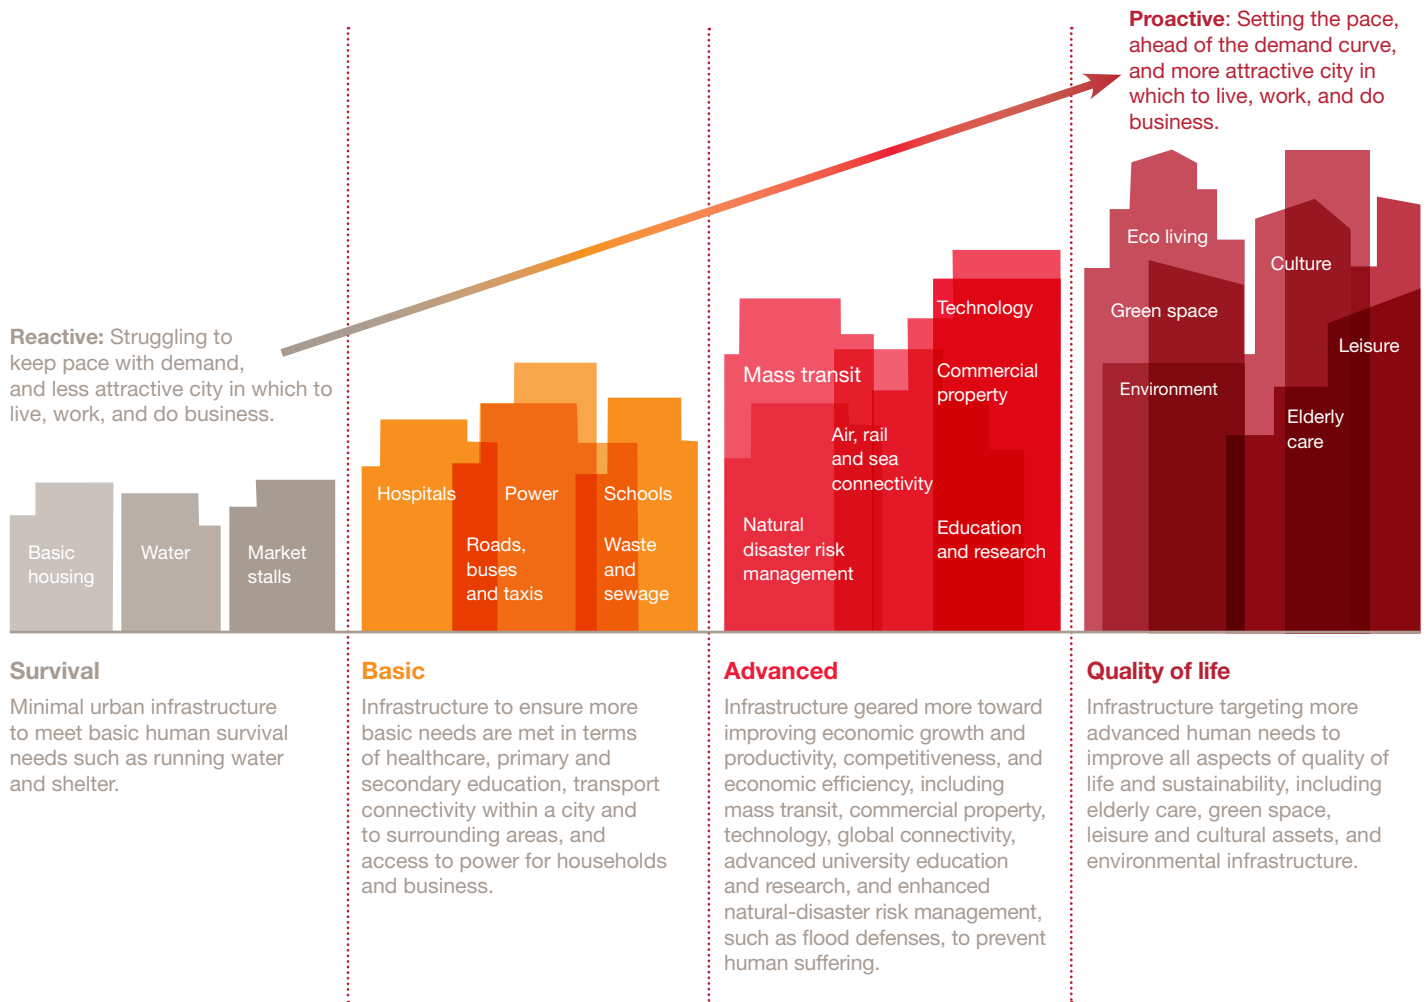 Proactive: Setting the pace,
ahead of the demand curve,
and more attractive city in
which to live, work, and do
business.
Reactive: Struggling to
keep pace with demand,
and less attractive city in which to
live, work, and do business.
Basic
housing
Water
Market
stalls
Hospitals
Power
Schools
Roads,
buses
and taxis
Waste
and
sewage
Mass transit
Technology
Commercial
property
Air, rail
and sea
connectivity
Natural
disaster risk
management
Education
and research
Eco living
Culture
Green space
Leisure
Environment
Elderly
care
Survival
Minimal urban infrastructure
to meet basic human survival
needs such as running water
and shelter.
Basic
Infrastructure to ensure more
basic needs are met in terms
of healthcare, primary and
secondary education, transport
connectivity within a city and
to surrounding areas, and
access to power for households
and business.
Advanced
Infrastructure geared more toward
improving economic growth and
productivity, competitiveness, and
economic efficiency, including
mass transit, commercial property,
technology, global connectivity,
advanced university education
and research, and enhanced
natural-disaster risk management,
such as flood defenses, to prevent
human suffering.
Quality of life
Infrastructure targeting more
advanced human needs to
improve all aspects of quality of
life and sustainability, including
elderly care, green space,
leisure and cultural assets, and
environmental infrastructure.